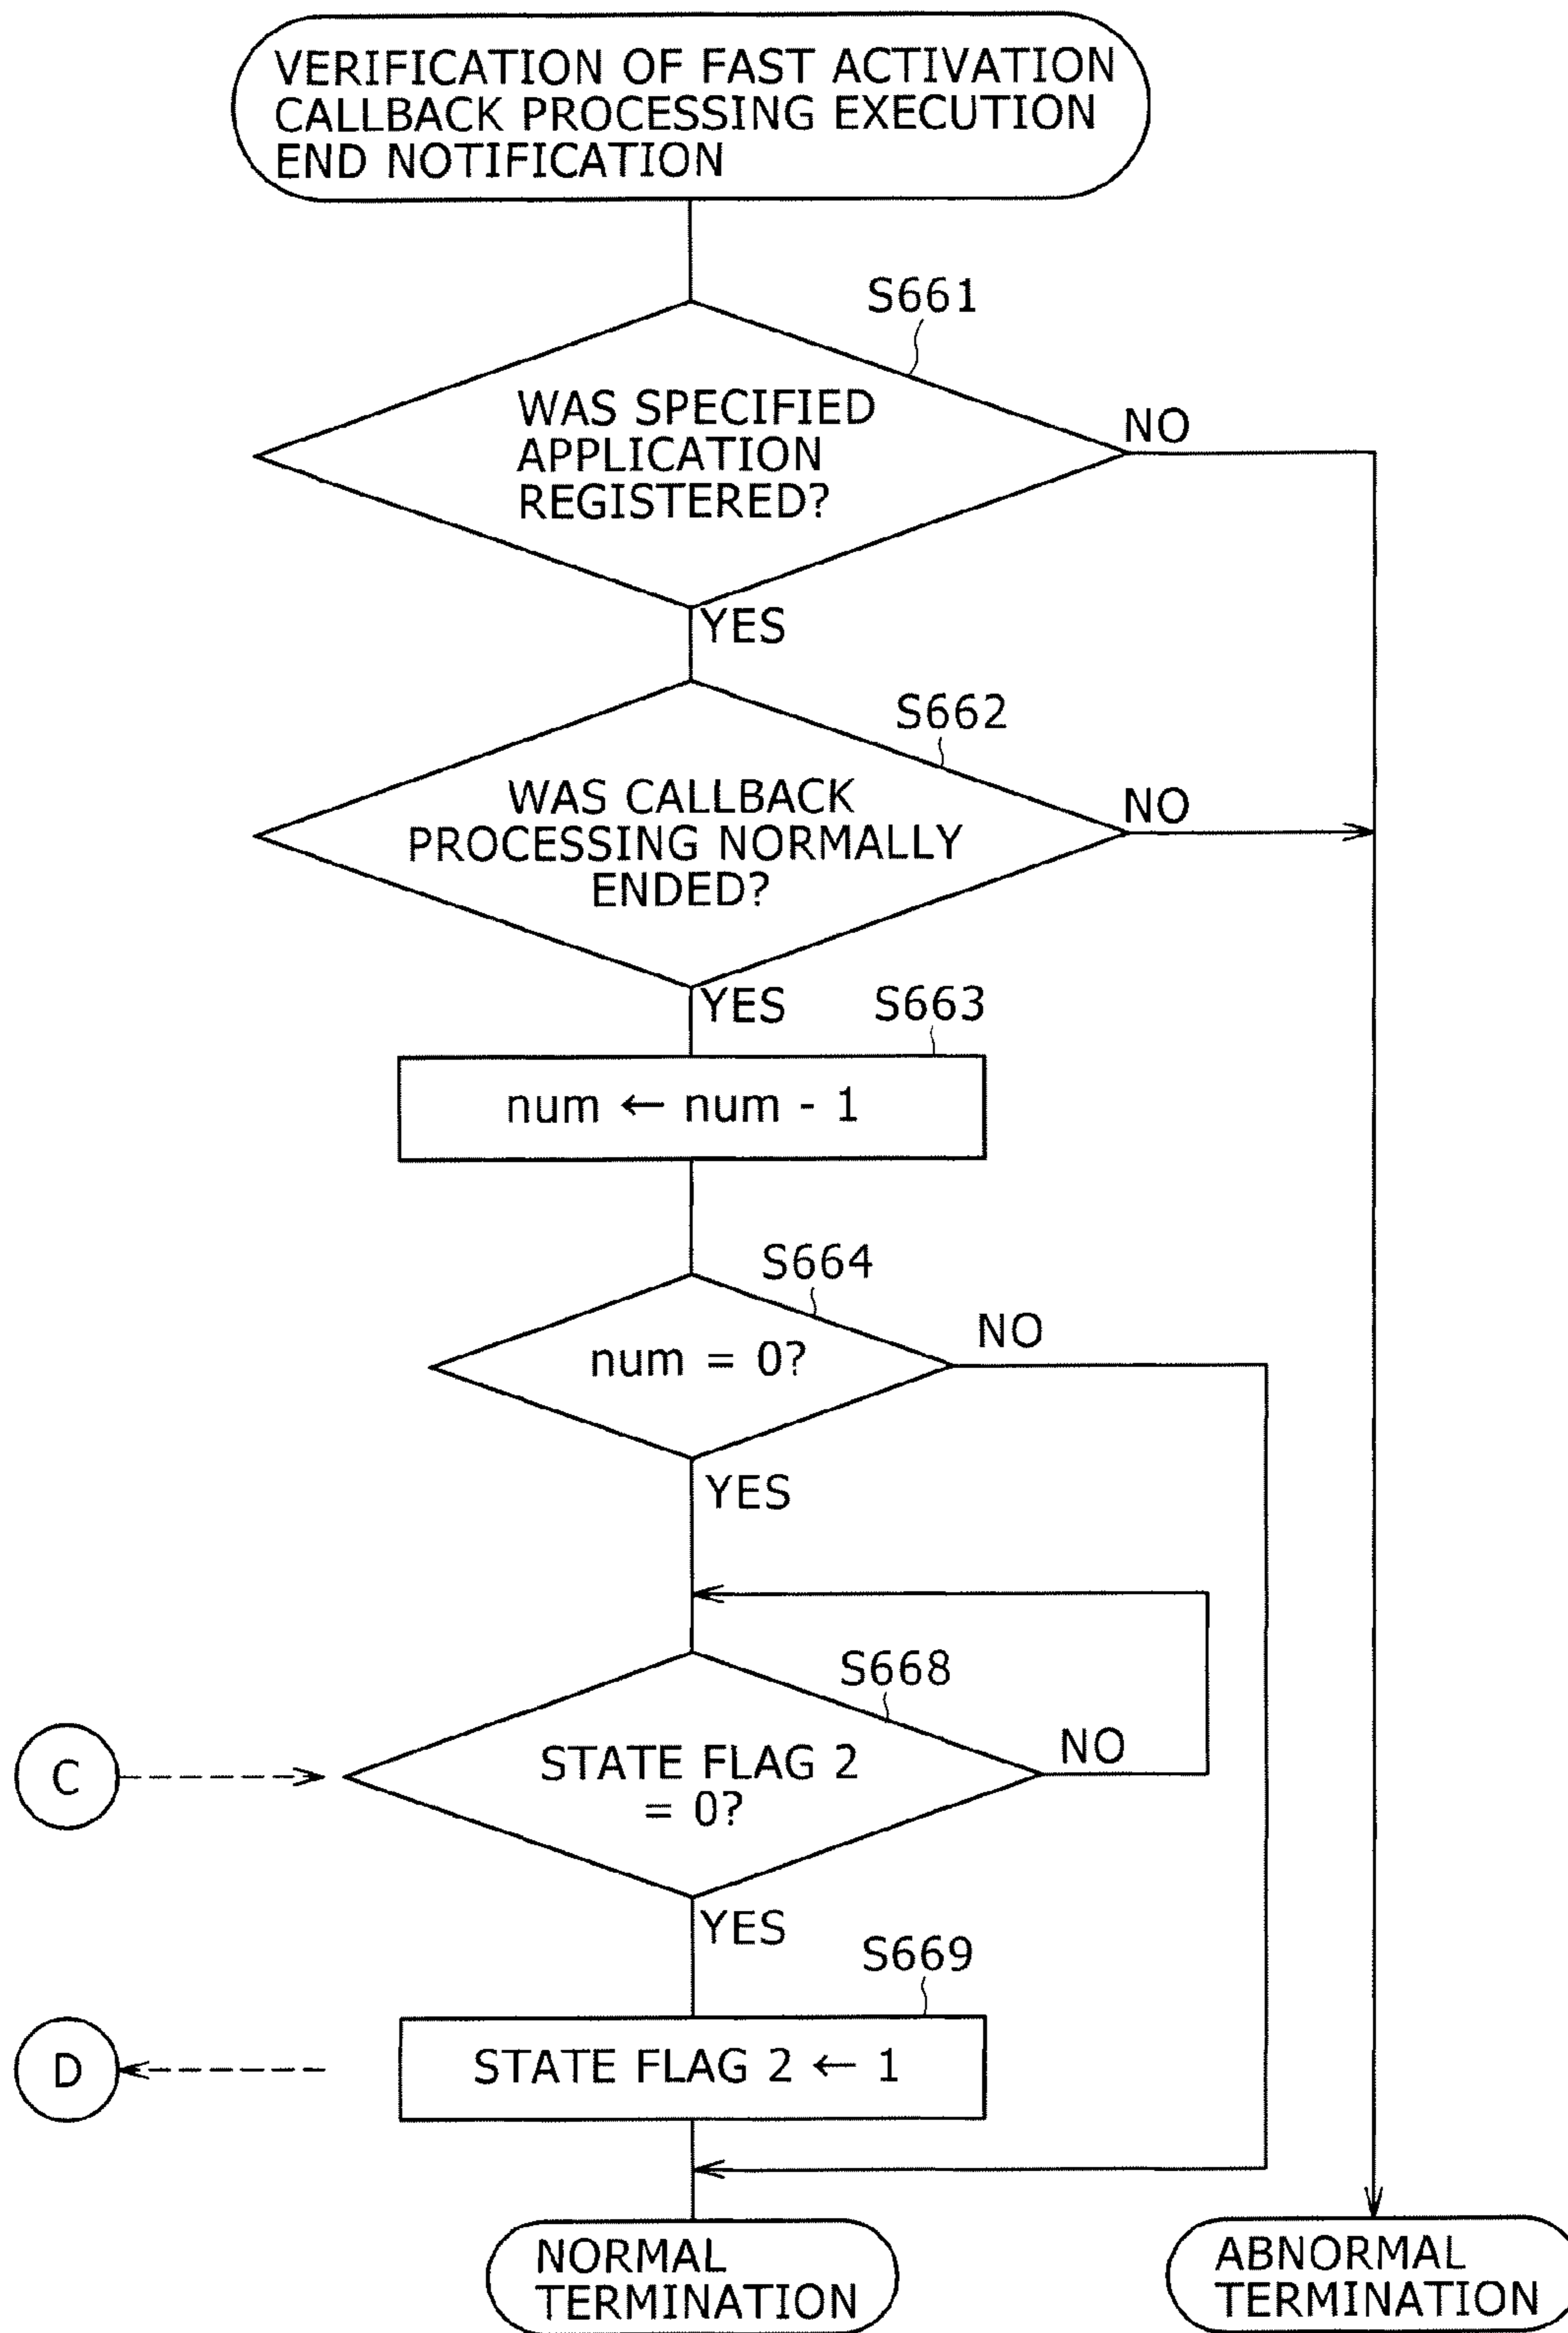 VERIFICATION OF FAST ACTIVATION
CALLBACK PROCESSING EXECUTION
END NOTIFICATION
S661
WAS SPECIFIED
APPLICATION
REGISTERED?
NO
YES
S662
WAS CALLBACK
PROCESSING NORMALLY
ENDED?
NO
YES
S663
num ← num - 1
S664
num = 0?
NO
YES
S668
C
STATE FLAG 2
= 0?
NO
YES
S669
D
STATE FLAG 2 ← 1
NORMAL
TERMINATION
ABNORMAL
TERMINATION